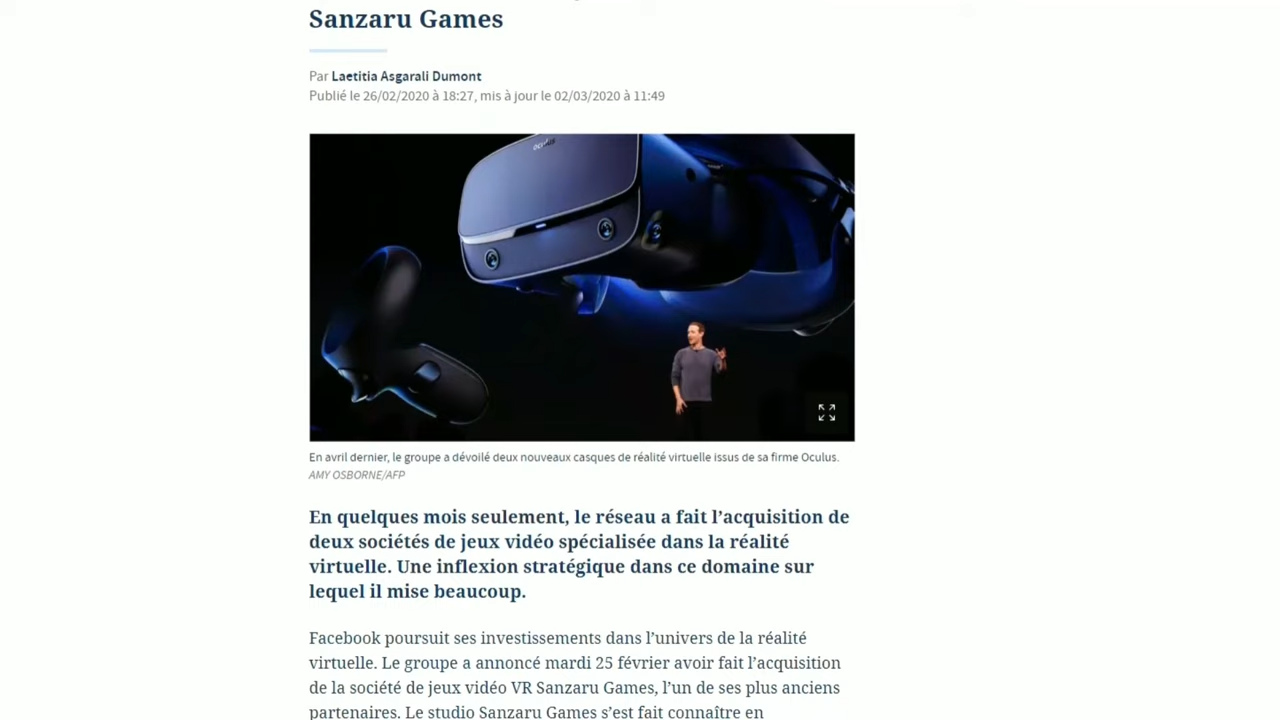 Sanzaru Games
Par Laetitia Asgarali Dumont
Publié le 26/02/2020 à 18:27, mis à jour le 02/03/2020 à 11:49
oculus
En avril dernier, le groupe a dévoilé deux nouveaux casques de réalité virtuelle issus de sa firme Oculus.
AMY OSBORNE/AFP
En quelques mois seulement, le réseau a fait l’acquisition de
deux sociétés de jeux vidéo spécialisée dans la réalité
virtuelle. Une inflexion stratégique dans ce domaine sur
lequel il mise beaucoup.
Facebook poursuit ses investissements dans l’univers de la réalité
virtuelle. Le groupe a annoncé mardi 25 février avoir fait l’acquisition
de la société de jeux vidéo VR Sanzaru Games, l’un de ses plus anciens
partenaires. Le studio Sanzaru Games s’est fait connaître en